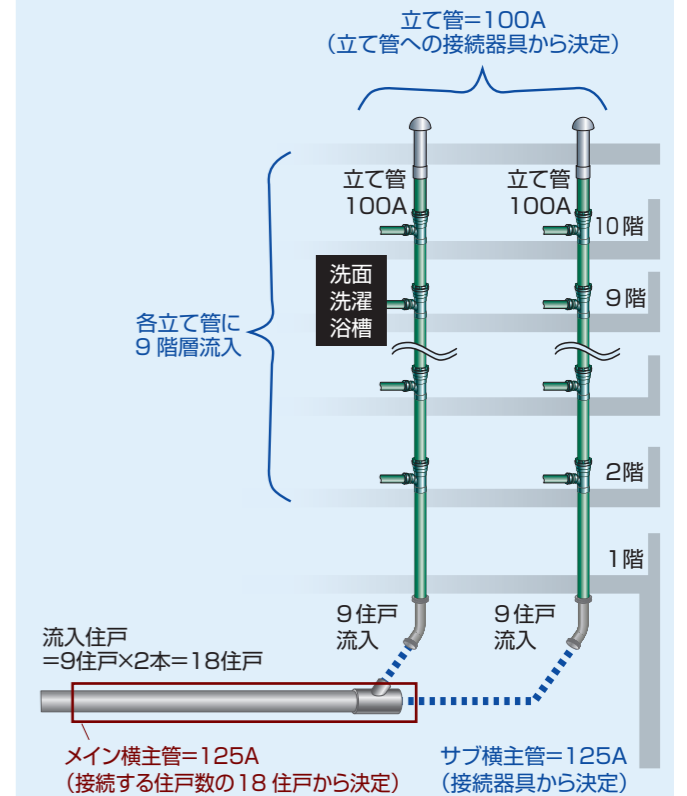 立て管=100A
（立て管への接続器具から決定）
立て管
100A
立て管
100A
10階
洗面
洗濯
浴槽
9階
各立て管に
9階層流入
2階
1階
9住戸
流入
9住戸
流入
流入住戸
=9住戸×2本=18住戸
メイン横主管=125A
（接続する住戸数の18住戸から決定）
サブ横主管=125A
（接続器具から決定）